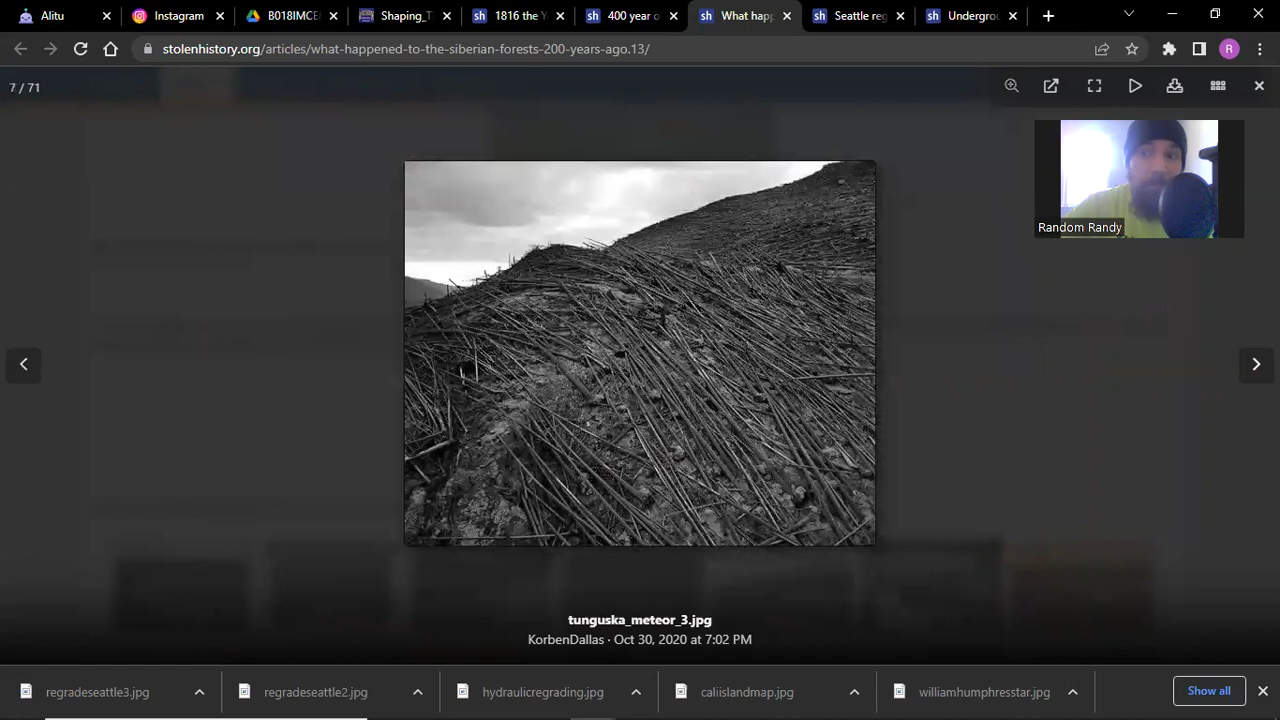 Alitu
Instagram
B018IMCE
Shaping_T
1816 the Y
400 year o
What happ
Seattle reg
Undergrou
stolenhistory.org/articles/what-happened-to-the-siberian-forests-200-years-ago.13/
R
7 / 71
Random Randy
tunguska_meteor_3.jpg
KorbenDallas · Oct 30, 2020 at 7:02 PM
regradeseattle3.jpg
regradeseattle2.jpg
hydraulicregrading.jpg
caliislandmap.jpg
williamhumphresstar.jpg
Show all